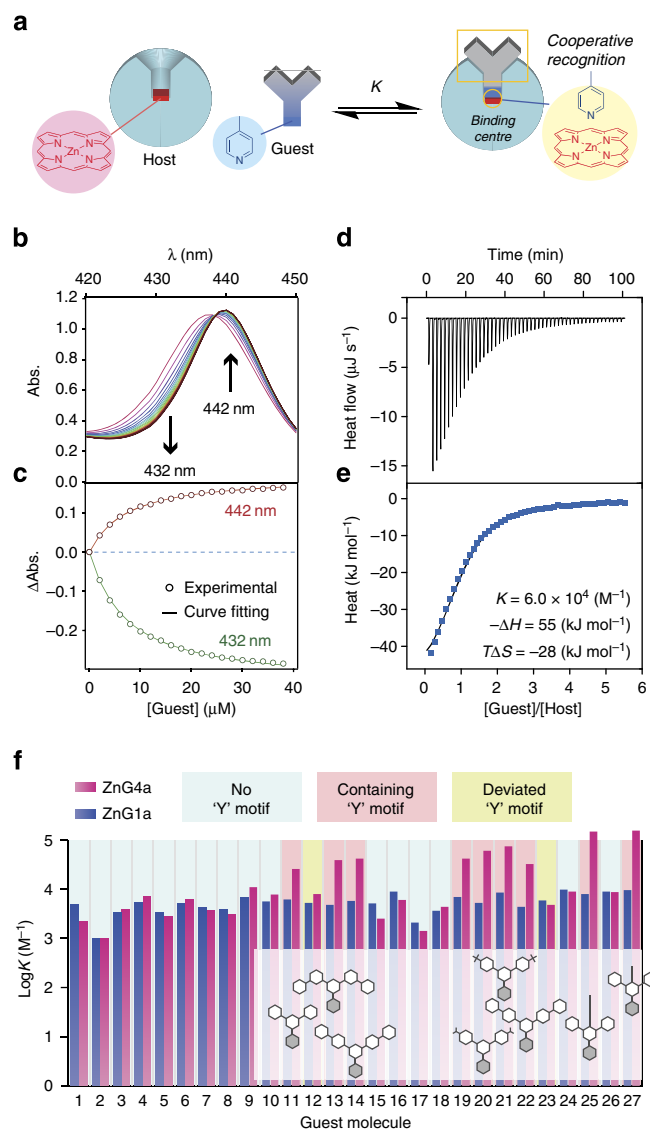 a
Host
Guest
K
Cooperative
recognition
Binding
centre
N N Zn N N
N
N
N N Zn N N
b
λ (nm)
420 430 440 450
Abs.
1.2
1.0
0.8
0.6
0.4
0.2
0.0
442 nm
432 nm
c
ΔAbs.
0.1
0.0
−0.1
−0.2
442 nm
Experimental
Curve fitting
432 nm
0 10 20 30 40
[Guest] (μM)
d
Time (min)
0 20 40 60 80 100
Heat flow (μJ s⁻¹)
0
−5
−10
−15
e
Heat (kJ mol⁻¹)
0
−10
−20
−30
−40
K = 6.0 × 10⁴ (M⁻¹)
−ΔH = 55 (kJ mol⁻¹)
TΔS = −28 (kJ mol⁻¹)
0 1 2 3 4 5 6
[Guest]/[Host]
f
ZnG4a
ZnG1a
No
‘Y’ motif
Containing
‘Y’ motif
Deviated
‘Y’ motif
LogK (M⁻¹)
5
4
3
2
1
0
1 2 3 4 5 6 7 8 9 10 11 12 13 14 15 16 17 18 19 20 21 22 23 24 25 26 27
Guest molecule